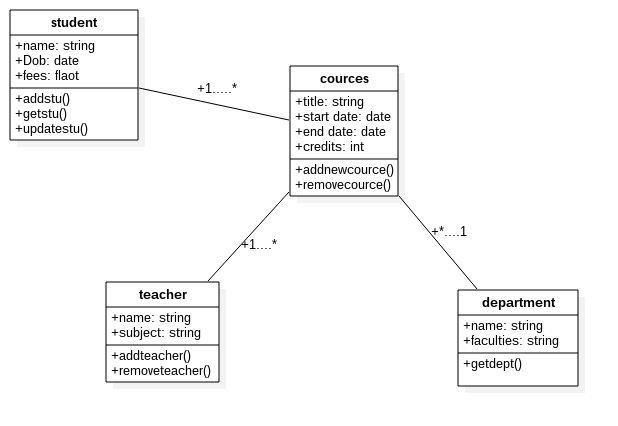 student
+name: string
+Dob: date
+fees: flaot
+addstu()
+getstu()
+updatestu()
+1.....*
cources
+title: string
+start date: date
+end date: date
+credits: int
+addnewcource()
+removecource()
+1....*
+*....1
teacher
+name: string
+subject: string
+addteacher()
+removeteacher()
department
+name: string
+faculties: string
+getdept()